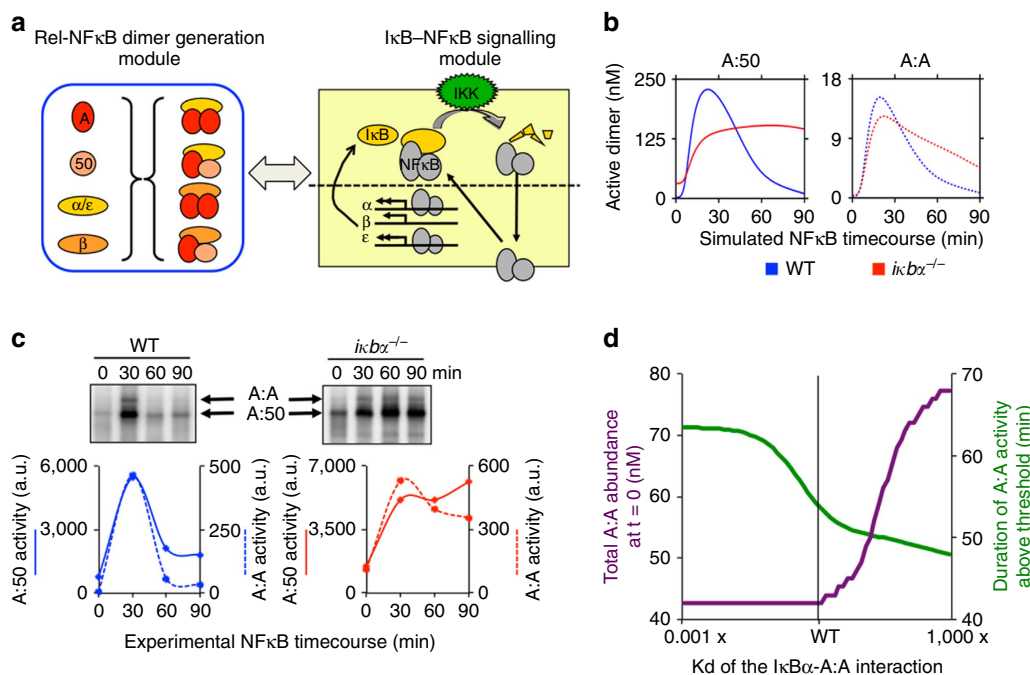 a
Rel-NFκB dimer generation
module
IκB–NFκB signalling
module
A
50
α/ε
β
IKK
IκB
NFκB
α
β
ε
b
A:50
A:A
Active dimer (nM)
250
125
0
18
9
0
0 30 60 90
0 30 60 90
Simulated NFκB timecourse (min)
WT
iκbα−/−
c
WT
iκbα−/−
0 30 60 90
0 30 60 90
min
A:A
A:50
A:50 activity (a.u.)
6,000
3,000
0
500
250
0
A:A activity (a.u.)
0 30 60 90
A:50 activity (a.u.)
7,000
3,500
0
600
300
0
A:A activity (a.u.)
0 30 60 90
Experimental NFκB timecourse (min)
d
Total A:A abundance
at t = 0 (nM)
80
70
60
50
40
70
60
50
40
Duration of A:A activity
above threshold (min)
0.001 x
WT
1,000 x
Kd of the IκBα-A:A interaction